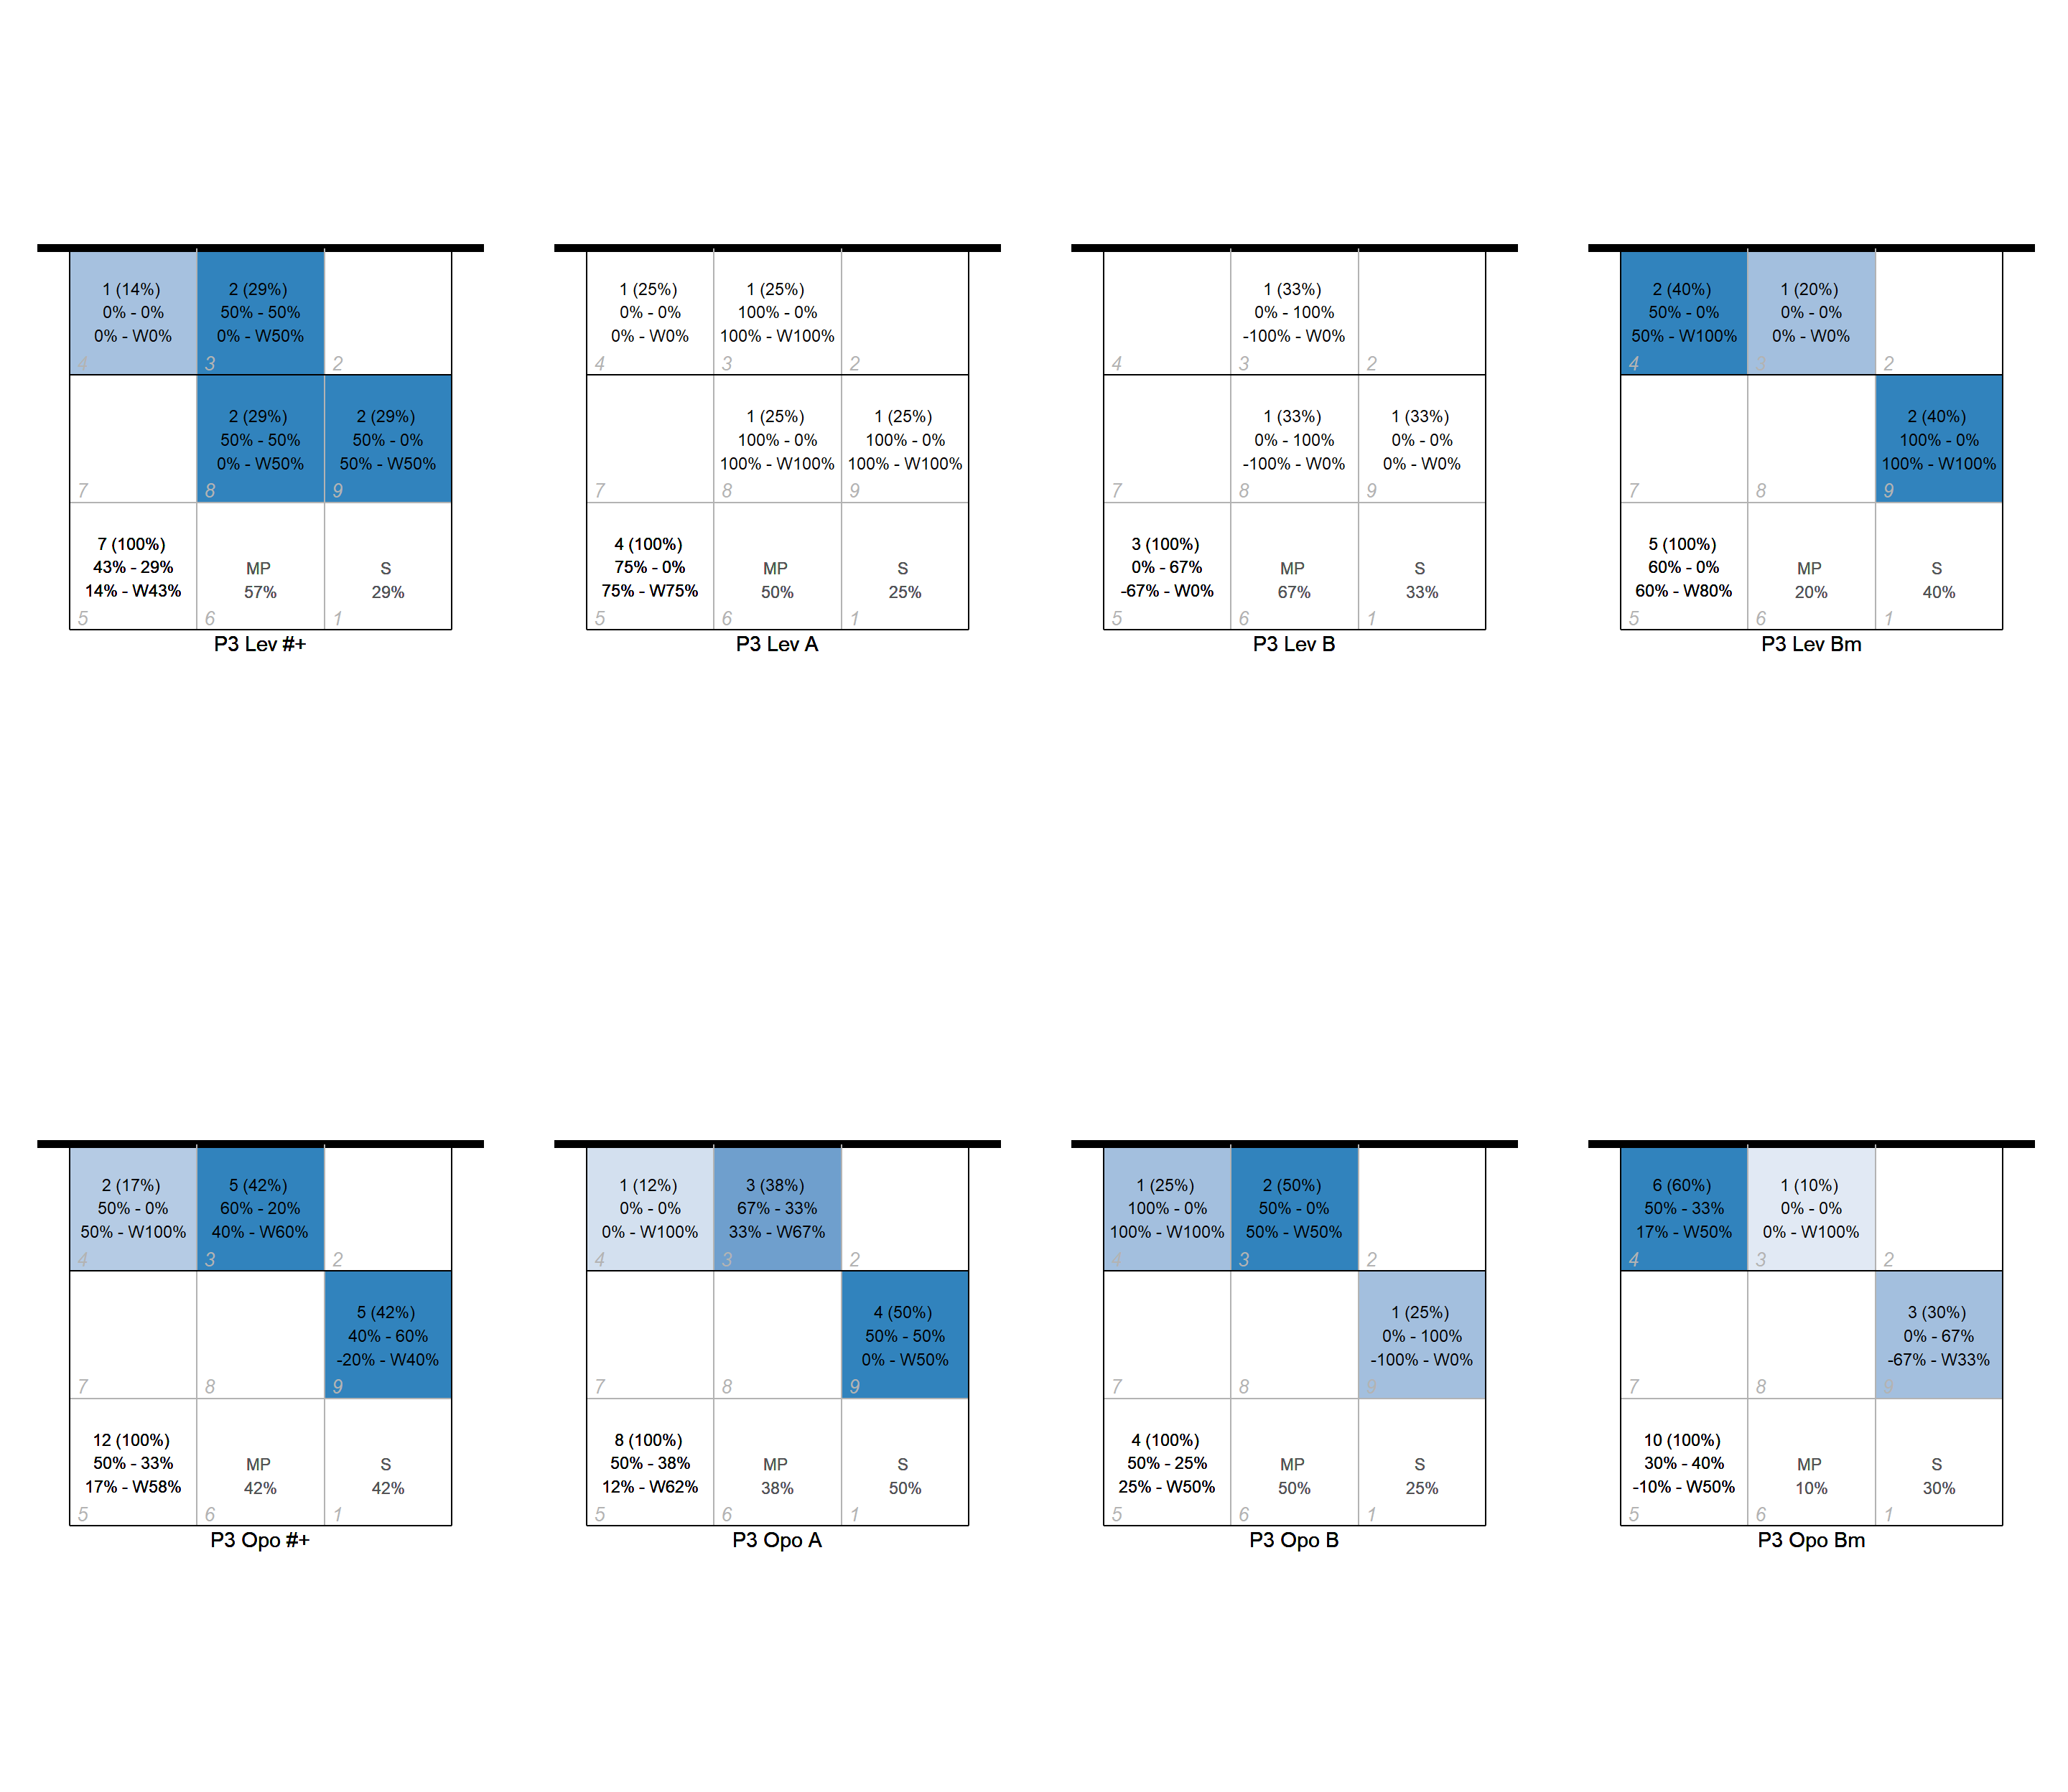 1 (14%)
0% - 0%
0% - W0%
4
2 (29%)
50% - 50%
0% - W50%
3
2
7
2 (29%)
50% - 50%
0% - W50%
8
2 (29%)
50% - 0%
50% - W50%
9
7 (100%)
43% - 29%
14% - W43%
5
MP
57%
6
S
29%
1
P3 Lev #+
1 (25%)
0% - 0%
0% - W0%
4
1 (25%)
100% - 0%
100% - W100%
3
2
7
1 (25%)
100% - 0%
100% - W100%
8
1 (25%)
100% - 0%
100% - W100%
9
4 (100%)
75% - 0%
75% - W75%
5
MP
50%
6
S
25%
1
P3 Lev A
4
1 (33%)
0% - 100%
-100% - W0%
3
2
7
1 (33%)
0% - 100%
-100% - W0%
8
1 (33%)
0% - 0%
0% - W0%
9
3 (100%)
0% - 67%
-67% - W0%
5
MP
67%
6
S
33%
1
P3 Lev B
2 (40%)
50% - 0%
50% - W100%
4
1 (20%)
0% - 0%
0% - W0%
3
2
7
8
2 (40%)
100% - 0%
100% - W100%
9
5 (100%)
60% - 0%
60% - W80%
5
MP
20%
6
S
40%
1
P3 Lev Bm
2 (17%)
50% - 0%
50% - W100%
4
5 (42%)
60% - 20%
40% - W60%
3
2
7
8
5 (42%)
40% - 60%
-20% - W40%
9
12 (100%)
50% - 33%
17% - W58%
5
MP
42%
6
S
42%
1
P3 Opo #+
1 (12%)
0% - 0%
0% - W100%
4
3 (38%)
67% - 33%
33% - W67%
3
2
7
8
4 (50%)
50% - 50%
0% - W50%
9
8 (100%)
50% - 38%
12% - W62%
5
MP
38%
6
S
50%
1
P3 Opo A
1 (25%)
100% - 0%
100% - W100%
4
2 (50%)
50% - 0%
50% - W50%
3
2
7
8
1 (25%)
0% - 100%
-100% - W0%
9
4 (100%)
50% - 25%
25% - W50%
5
MP
50%
6
S
25%
1
P3 Opo B
6 (60%)
50% - 33%
17% - W50%
4
1 (10%)
0% - 0%
0% - W100%
3
2
7
8
3 (30%)
0% - 67%
-67% - W33%
9
10 (100%)
30% - 40%
-10% - W50%
5
MP
10%
6
S
30%
1
P3 Opo Bm